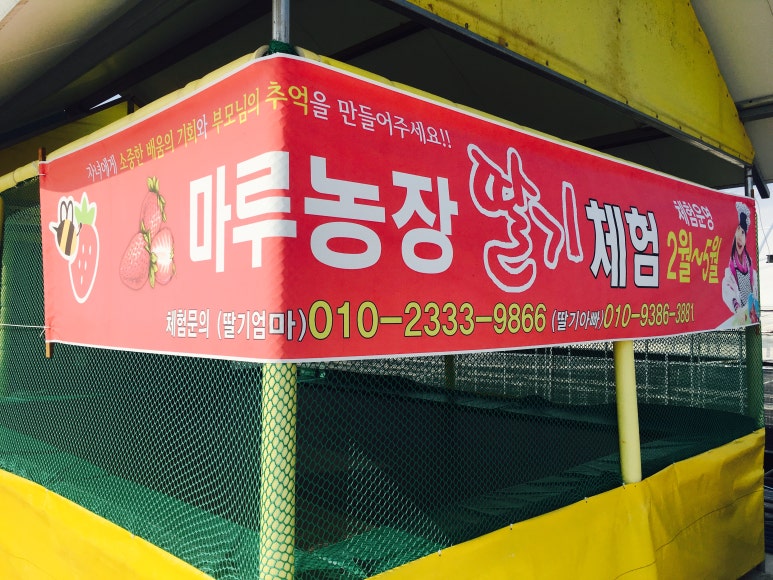 자녀에게 소중한 배움의 기회와 부모님의 추억을 만들어주세요!!
마루농장 딸기 체험
체험운영
2월~5월
체험문의 (딸기엄마)010-2333-9866 (딸기아빠)010-9386-3881